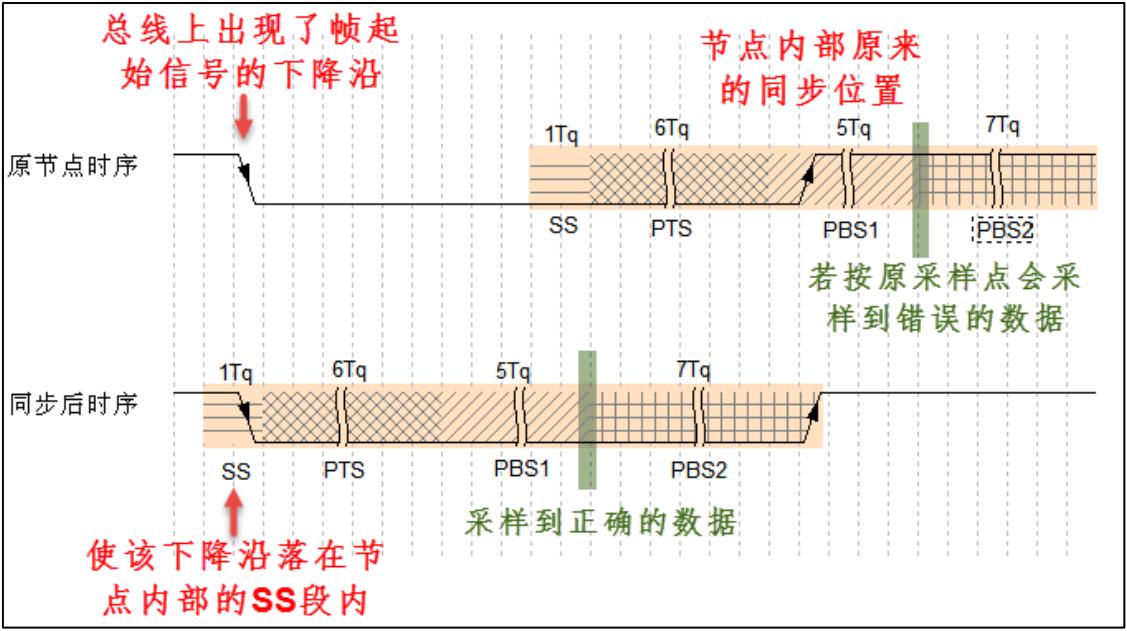 总线上出现了帧起
始信号的下降沿
节点内部原来
的同步位置
1Tq 6Tq 5Tq 7Tq
原节点时序
SS PTS PBS1 PBS2
若按原采样点会采
样到错误的数据
1Tq 6Tq 5Tq 7Tq
同步后时序
SS PTS PBS1 PBS2
采样到正确的数据
使该下降沿落在节
点内部的SS段内